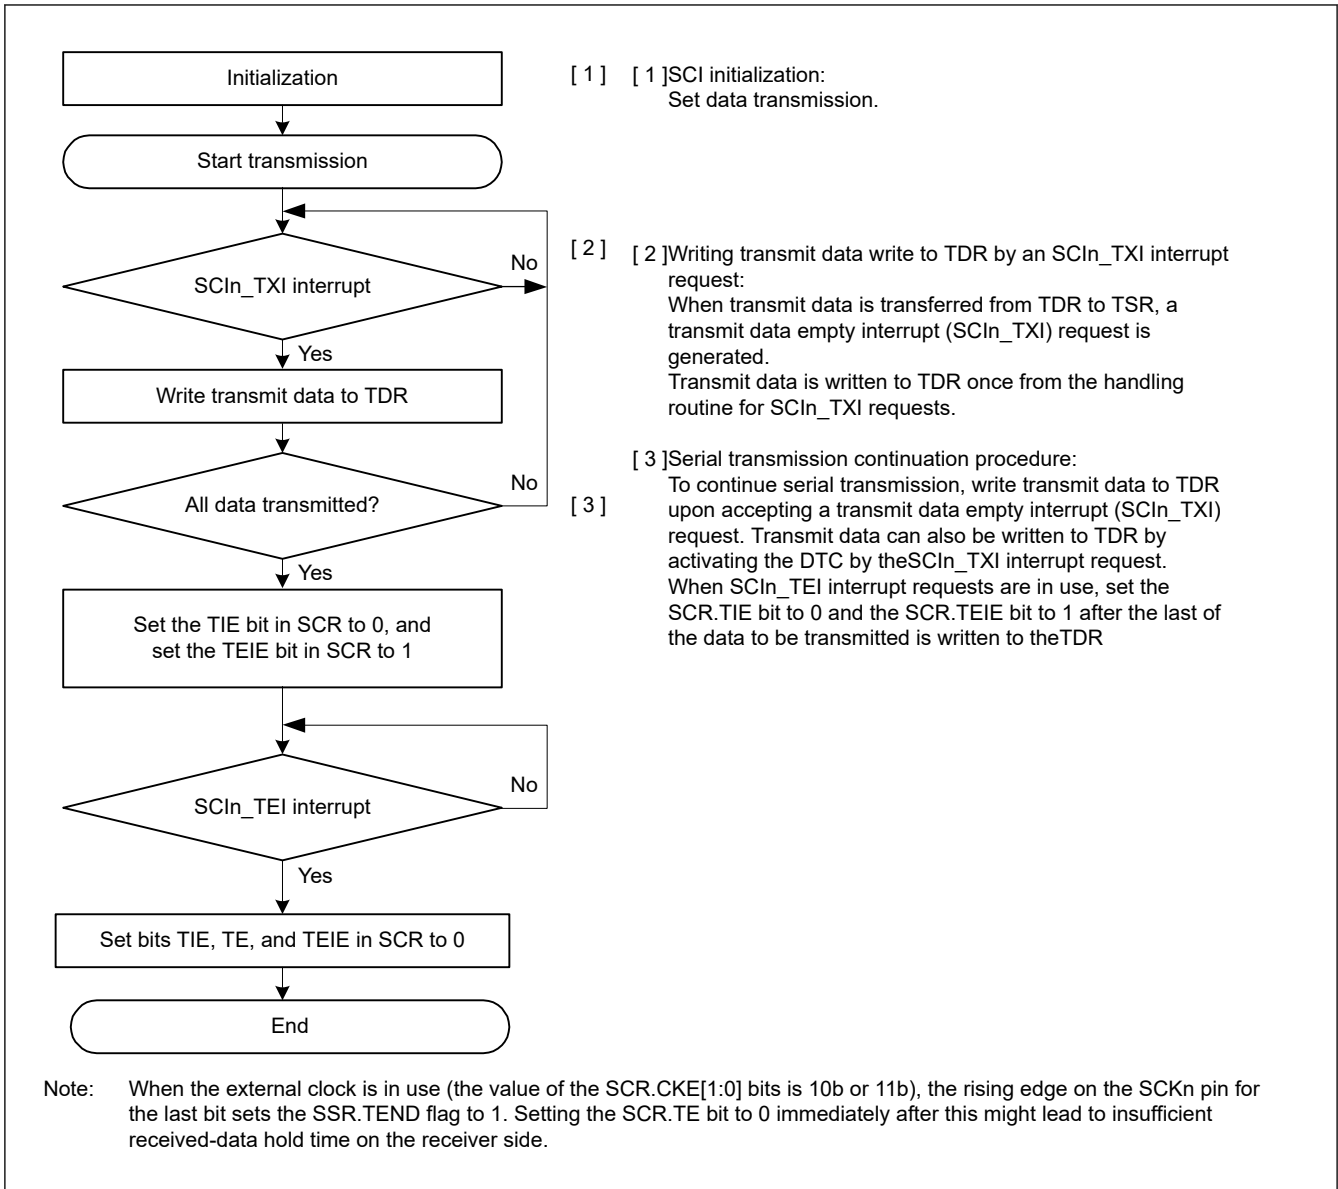 Initialization
[ 1 ]
[ 1 ]SCI initialization:
Set data transmission.
Start transmission
SCIn_TXI interrupt
No
Yes
[ 2 ]
[ 2 ]Writing transmit data write to TDR by an SCIn_TXI interrupt
request:
When transmit data is transferred from TDR to TSR, a
transmit data empty interrupt (SCIn_TXI) request is
generated.
Transmit data is written to TDR once from the handling
routine for SCIn_TXI requests.
Write transmit data to TDR
All data transmitted?
No
Yes
[ 3 ]
[ 3 ]Serial transmission continuation procedure:
To continue serial transmission, write transmit data to TDR
upon accepting a transmit data empty interrupt (SCIn_TXI)
request. Transmit data can also be written to TDR by
activating the DTC by theSCIn_TXI interrupt request.
When SCIn_TEI interrupt requests are in use, set the
SCR.TIE bit to 0 and the SCR.TEIE bit to 1 after the last of
the data to be transmitted is written to theTDR
Set the TIE bit in SCR to 0, and
set the TEIE bit in SCR to 1
SCIn_TEI interrupt
No
Yes
Set bits TIE, TE, and TEIE in SCR to 0
End
Note: When the external clock is in use (the value of the SCR.CKE[1:0] bits is 10b or 11b), the rising edge on the SCKn pin for
the last bit sets the SSR.TEND flag to 1. Setting the SCR.TE bit to 0 immediately after this might lead to insufficient
received-data hold time on the receiver side.